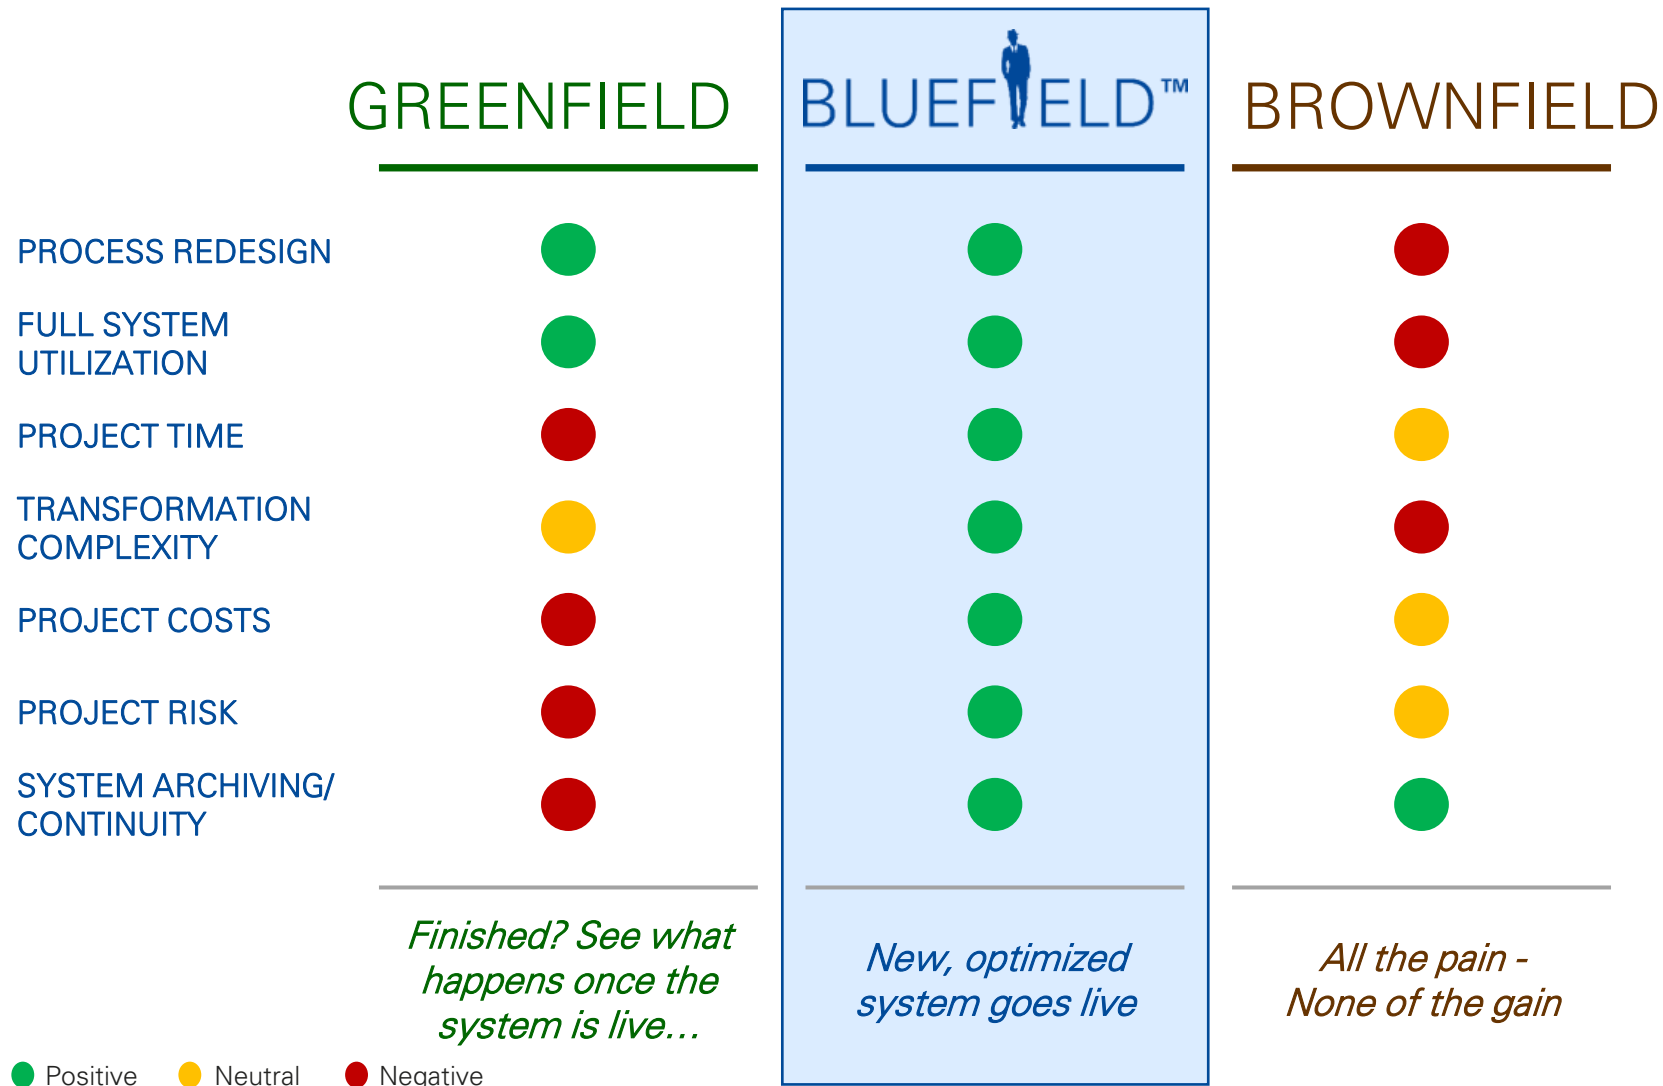 GREENFIELD
BLUEFIELD™
BROWNFIELD
PROCESS REDESIGN
FULL SYSTEM
UTILIZATION
PROJECT TIME
TRANSFORMATION
COMPLEXITY
PROJECT COSTS
PROJECT RISK
SYSTEM ARCHIVING/
CONTINUITY
Finished? See what
happens once the
system is live...
New, optimized
system goes live
All the pain -
None of the gain
Positive
Neutral
Negative